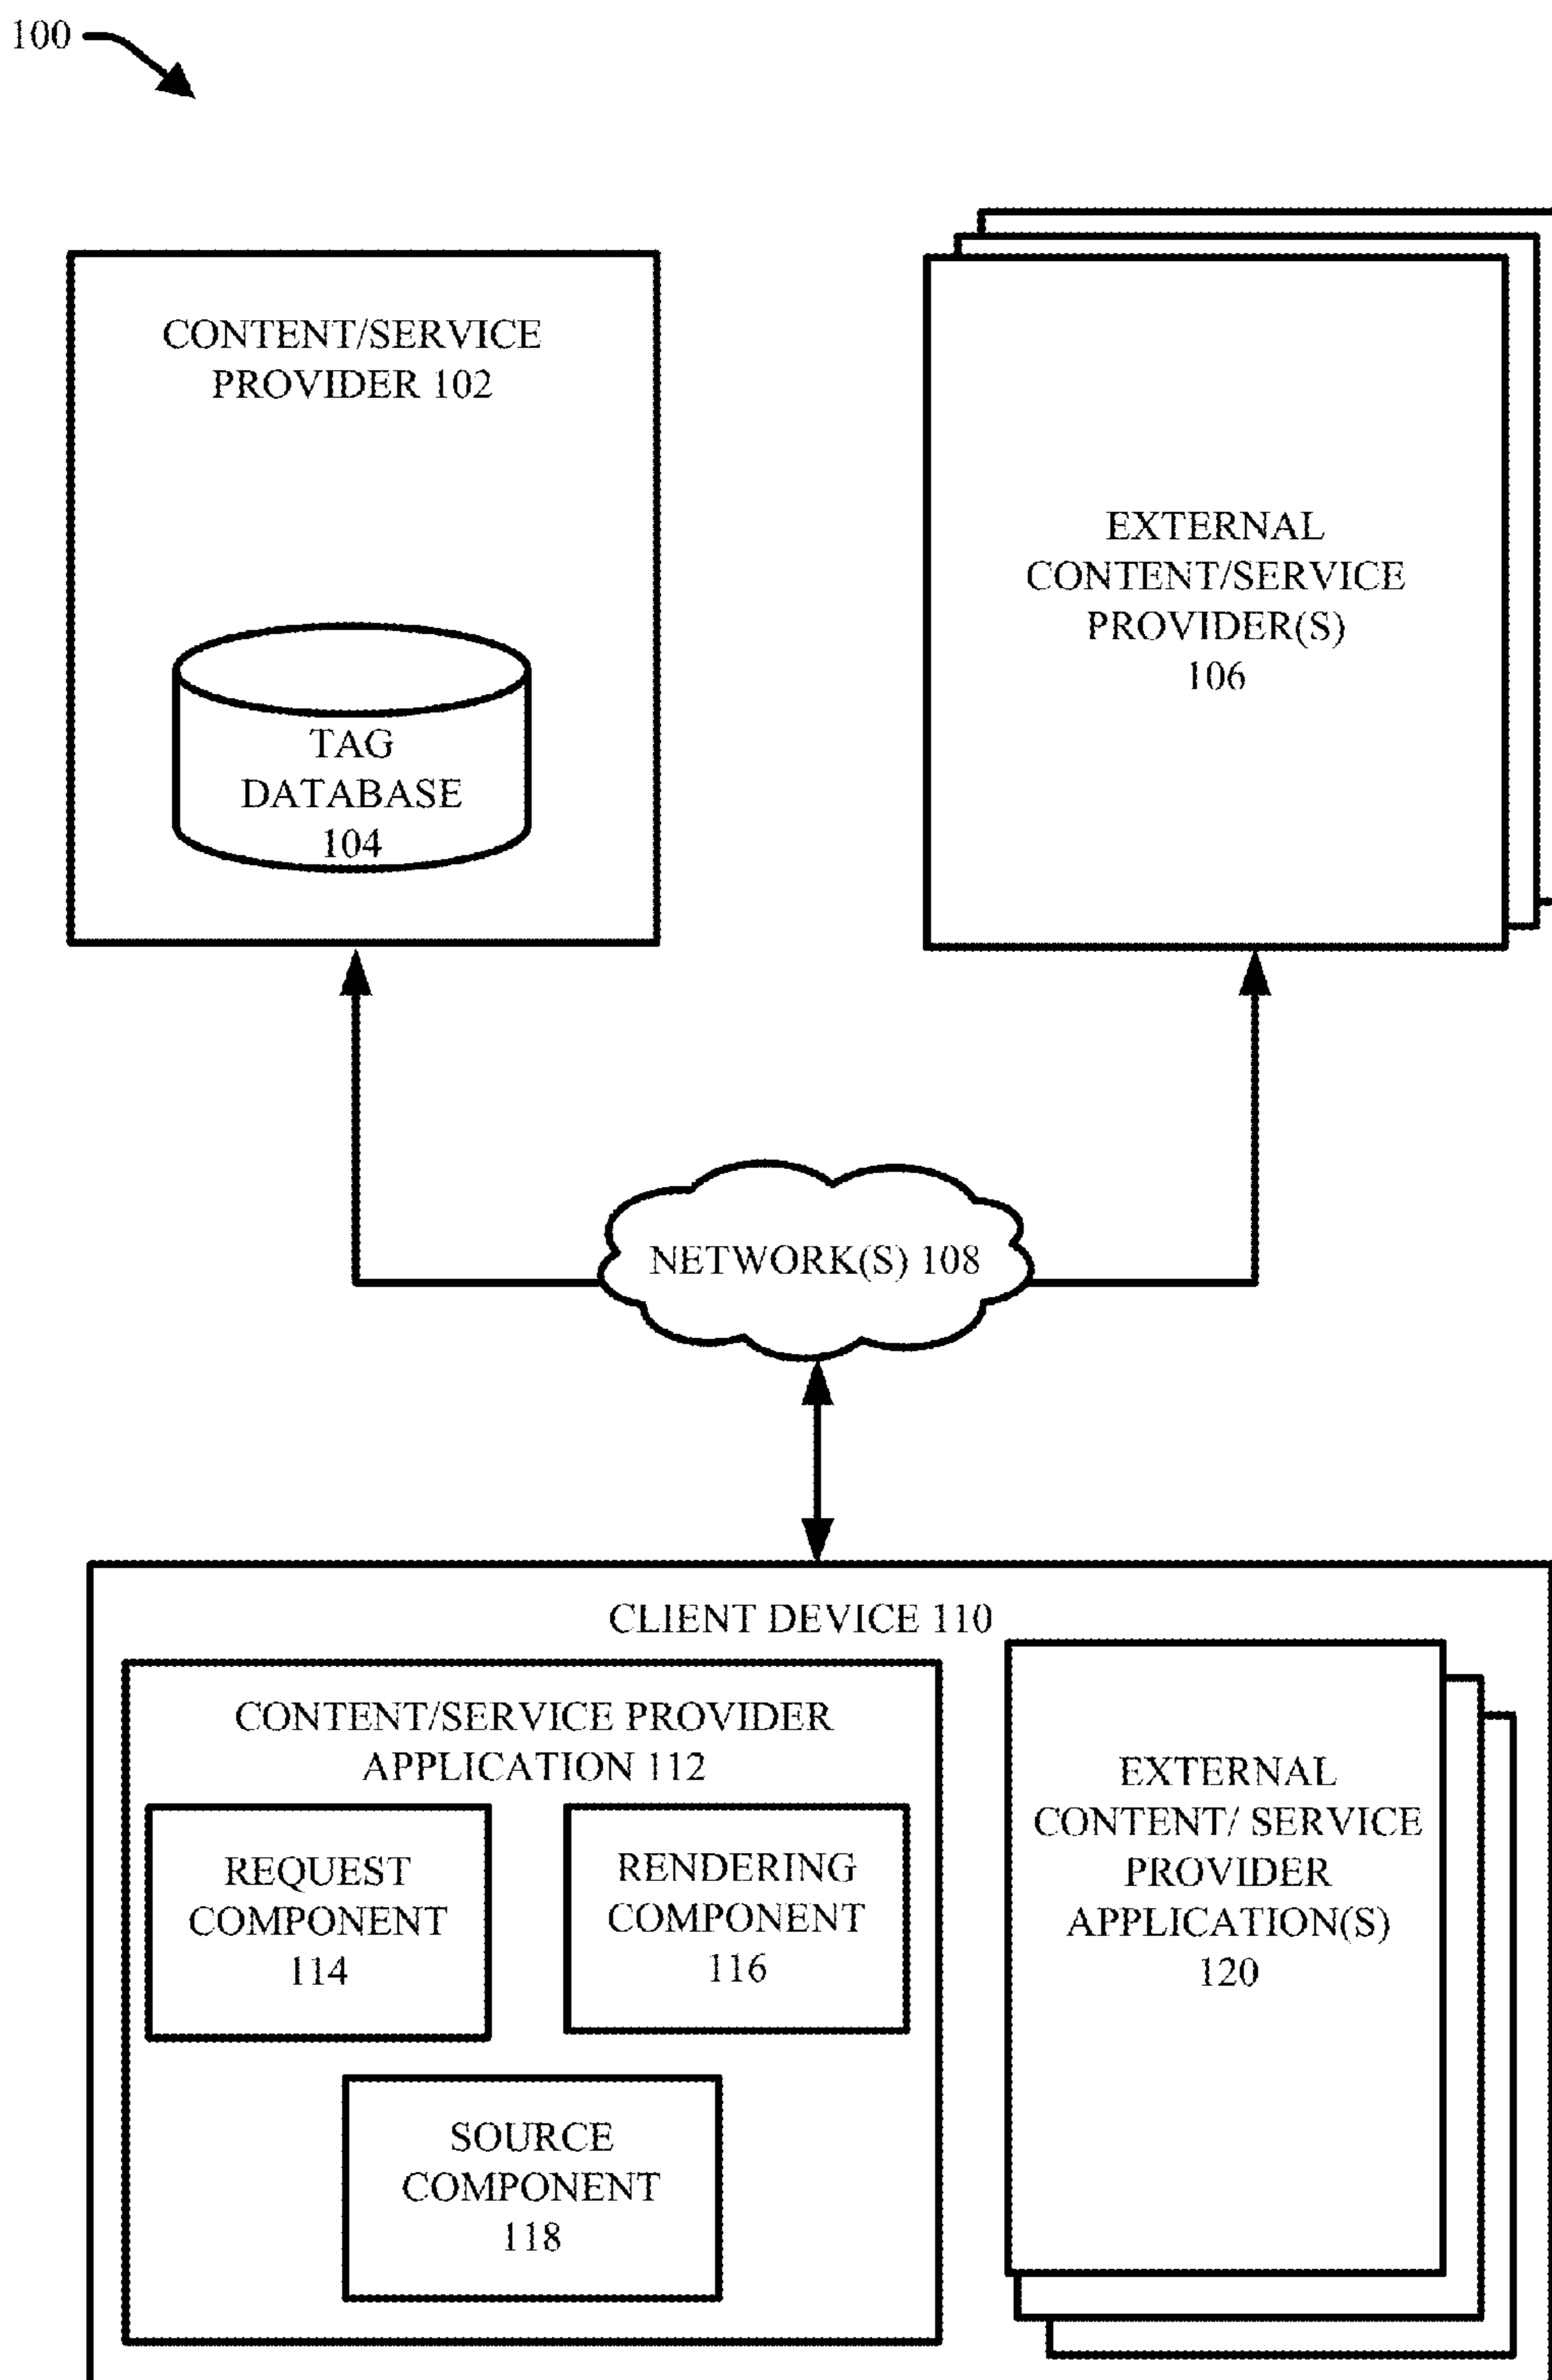 100
CONTENT/SERVICE
PROVIDER 102
TAG
DATABASE
104
EXTERNAL
CONTENT/SERVICE
PROVIDER(S)
106
NETWORK(S) 108
CLIENT DEVICE 110
CONTENT/SERVICE PROVIDER
APPLICATION 112
REQUEST
COMPONENT
114
RENDERING
COMPONENT
116
SOURCE
COMPONENT
118
EXTERNAL
CONTENT/ SERVICE
PROVIDER
APPLICATION(S)
120